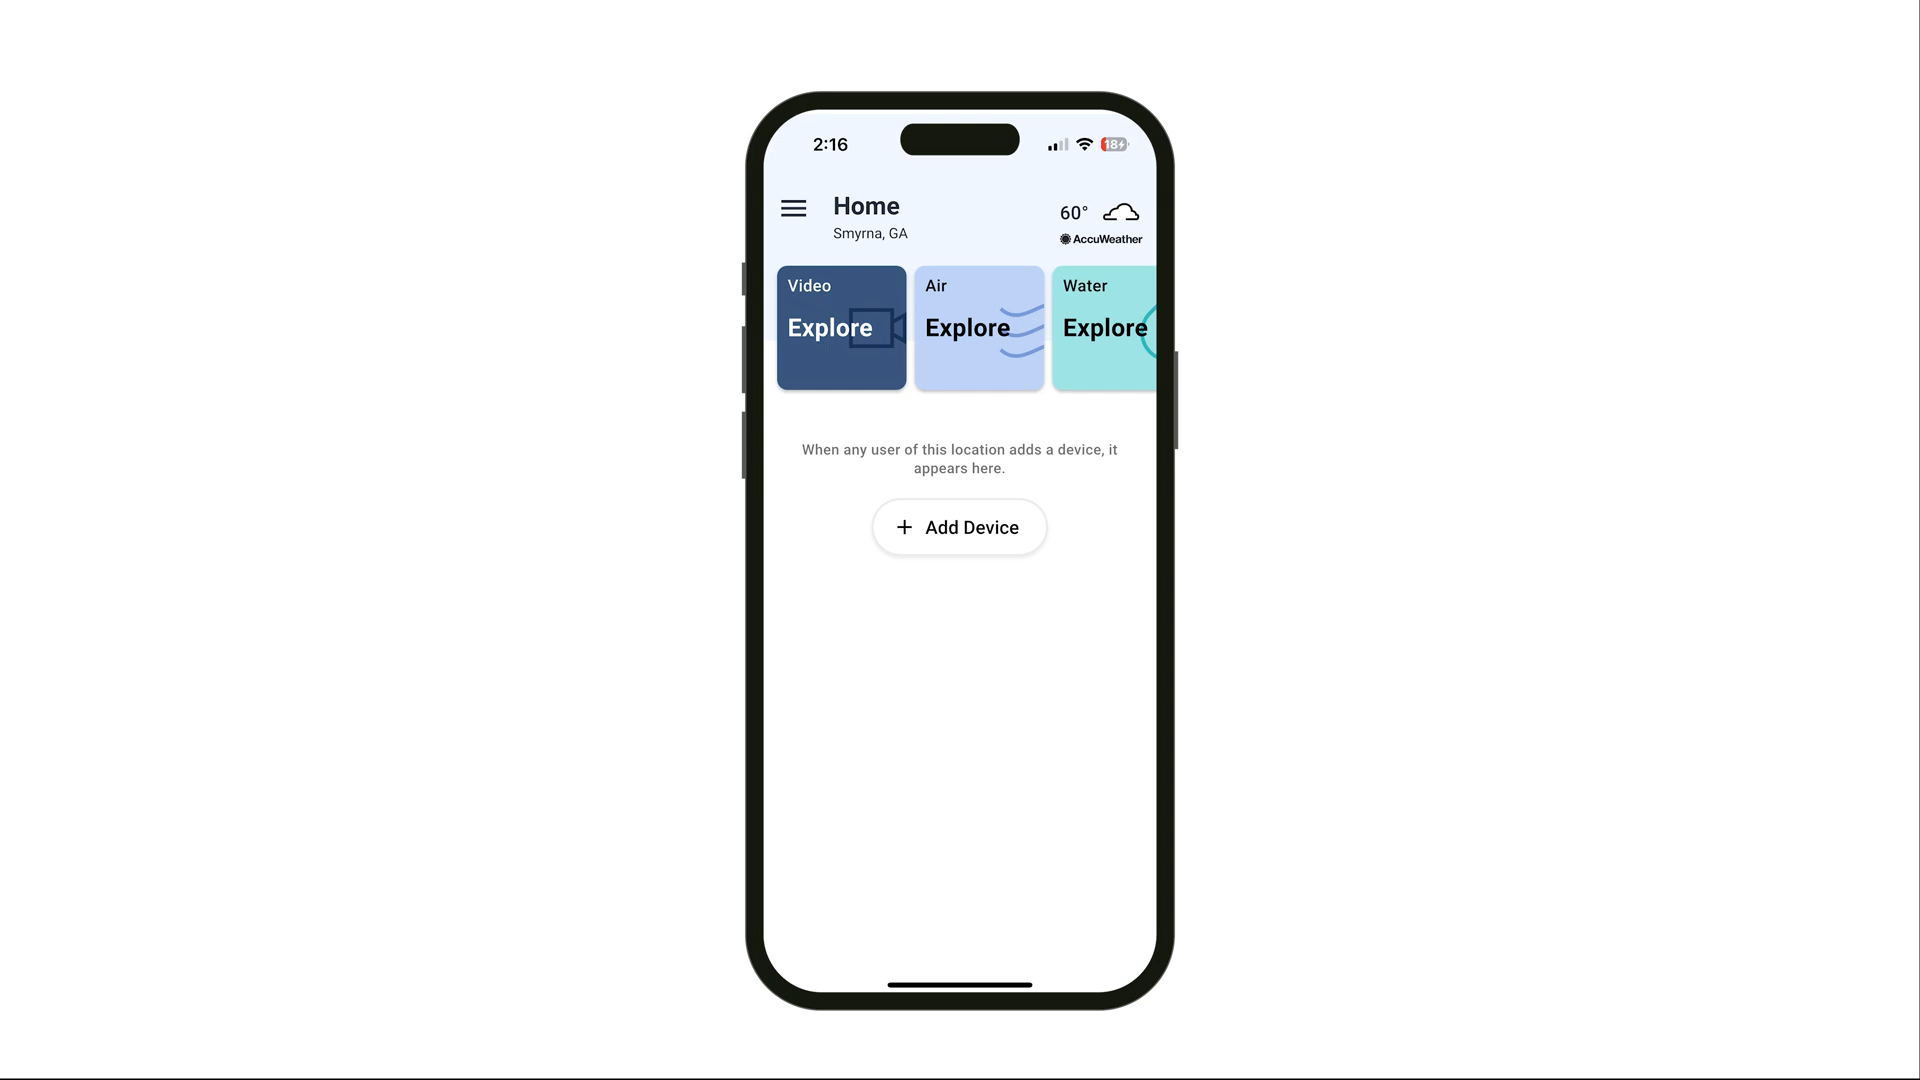 2:16
18
Home
Smyrna, GA
60°
AccuWeather
Video
Explore
Air
Explore
Water
Explore
When any user of this location adds a device, it
appears here.
+ Add Device